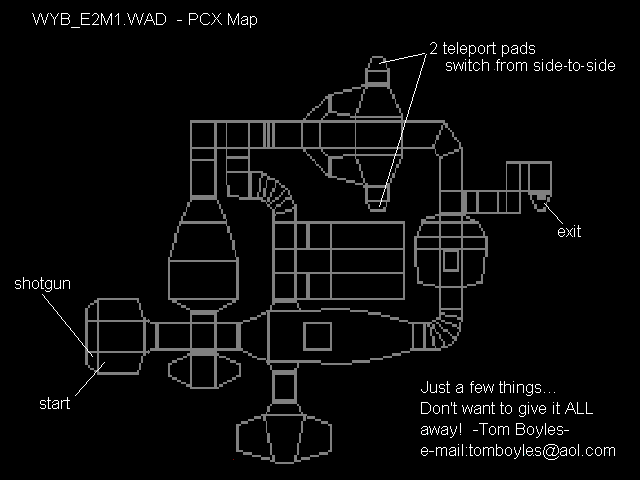 WYB_E2M1.WAD - PCX Map
2 teleport pads
switch from side-to-side
exit
shotgun
start
Just a few things...
Don't want to give it ALL
away! -Tom Boyles-
e-mail:tomboyles@aol.com